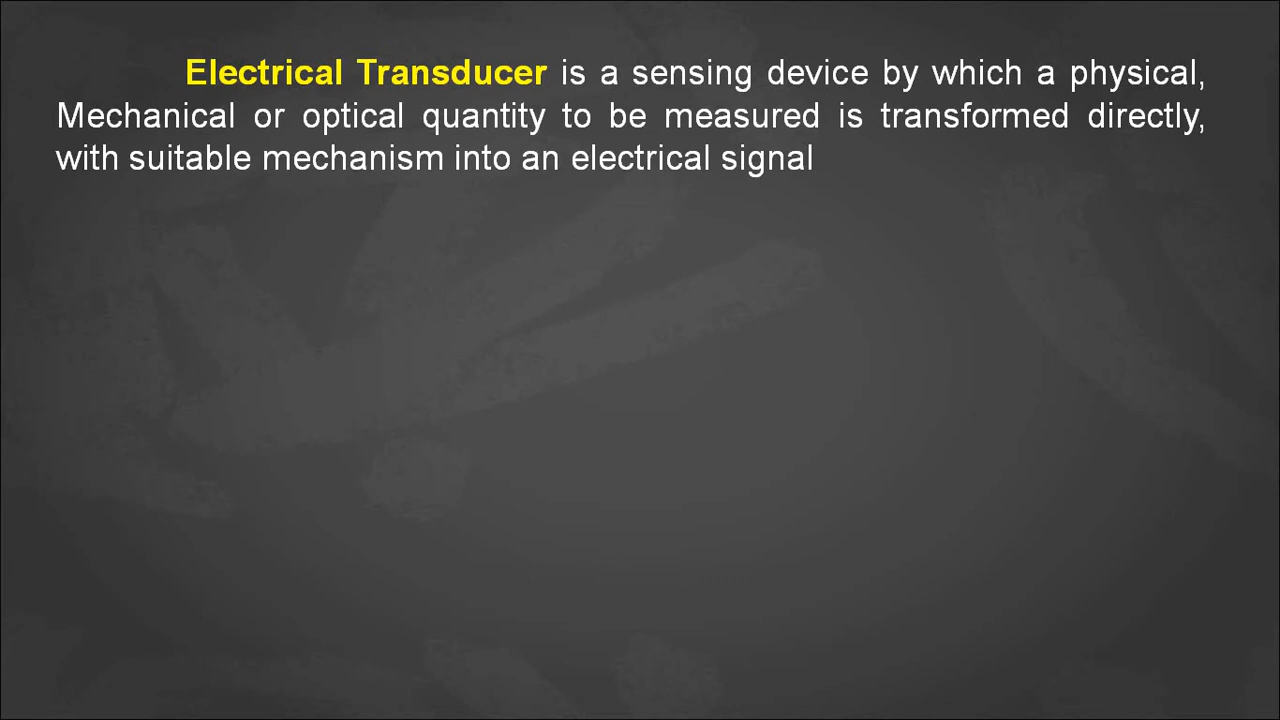 Electrical Transducer is a sensing device by which a physical,
Mechanical or optical quantity to be measured is transformed directly,
with suitable mechanism into an electrical signal